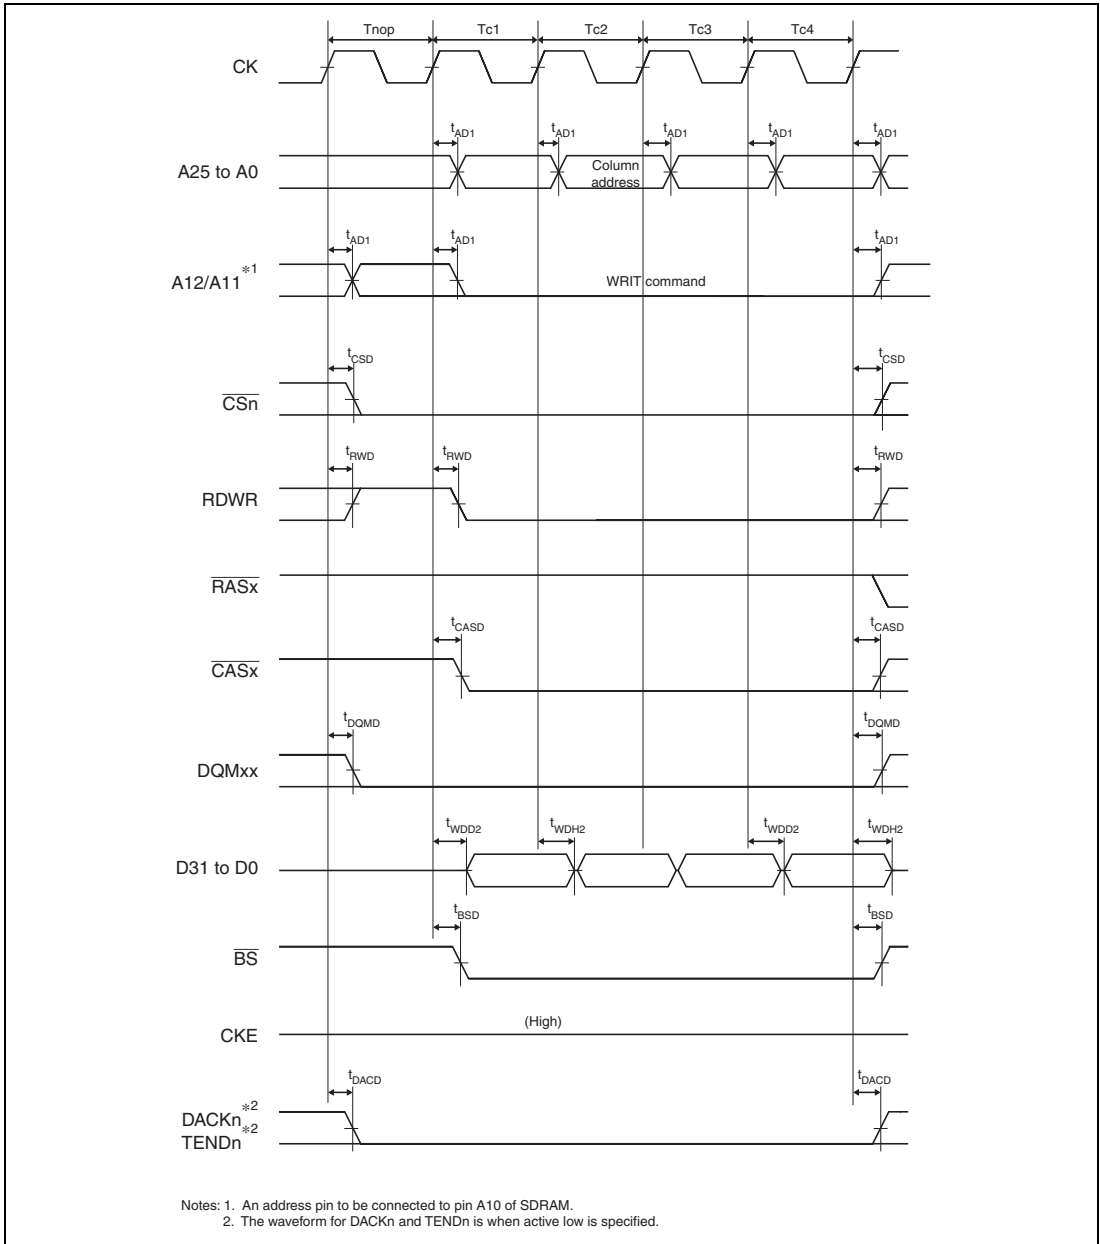 Tnop Tc1 Tc2 Tc3 Tc4
CK
tAD1 tAD1 tAD1 tAD1 tAD1
A25 to A0
Column
address
tAD1 tAD1 tAD1
A12/A11*1
WRIT command
tCSD tCSD
CSn
tRWD tRWD tRWD
RDWR
RASx
tCASD tCASD
CASx
tDQMD tDQMD
DQMxx
tWDD2 tWDH2 tWDD2 tWDH2
D31 to D0
tBSD tBSD
BS
(High)
CKE
tDACD tDACD
DACKn*2
TENDn*2
Notes: 1. An address pin to be connected to pin A10 of SDRAM.
2. The waveform for DACKn and TENDn is when active low is specified.